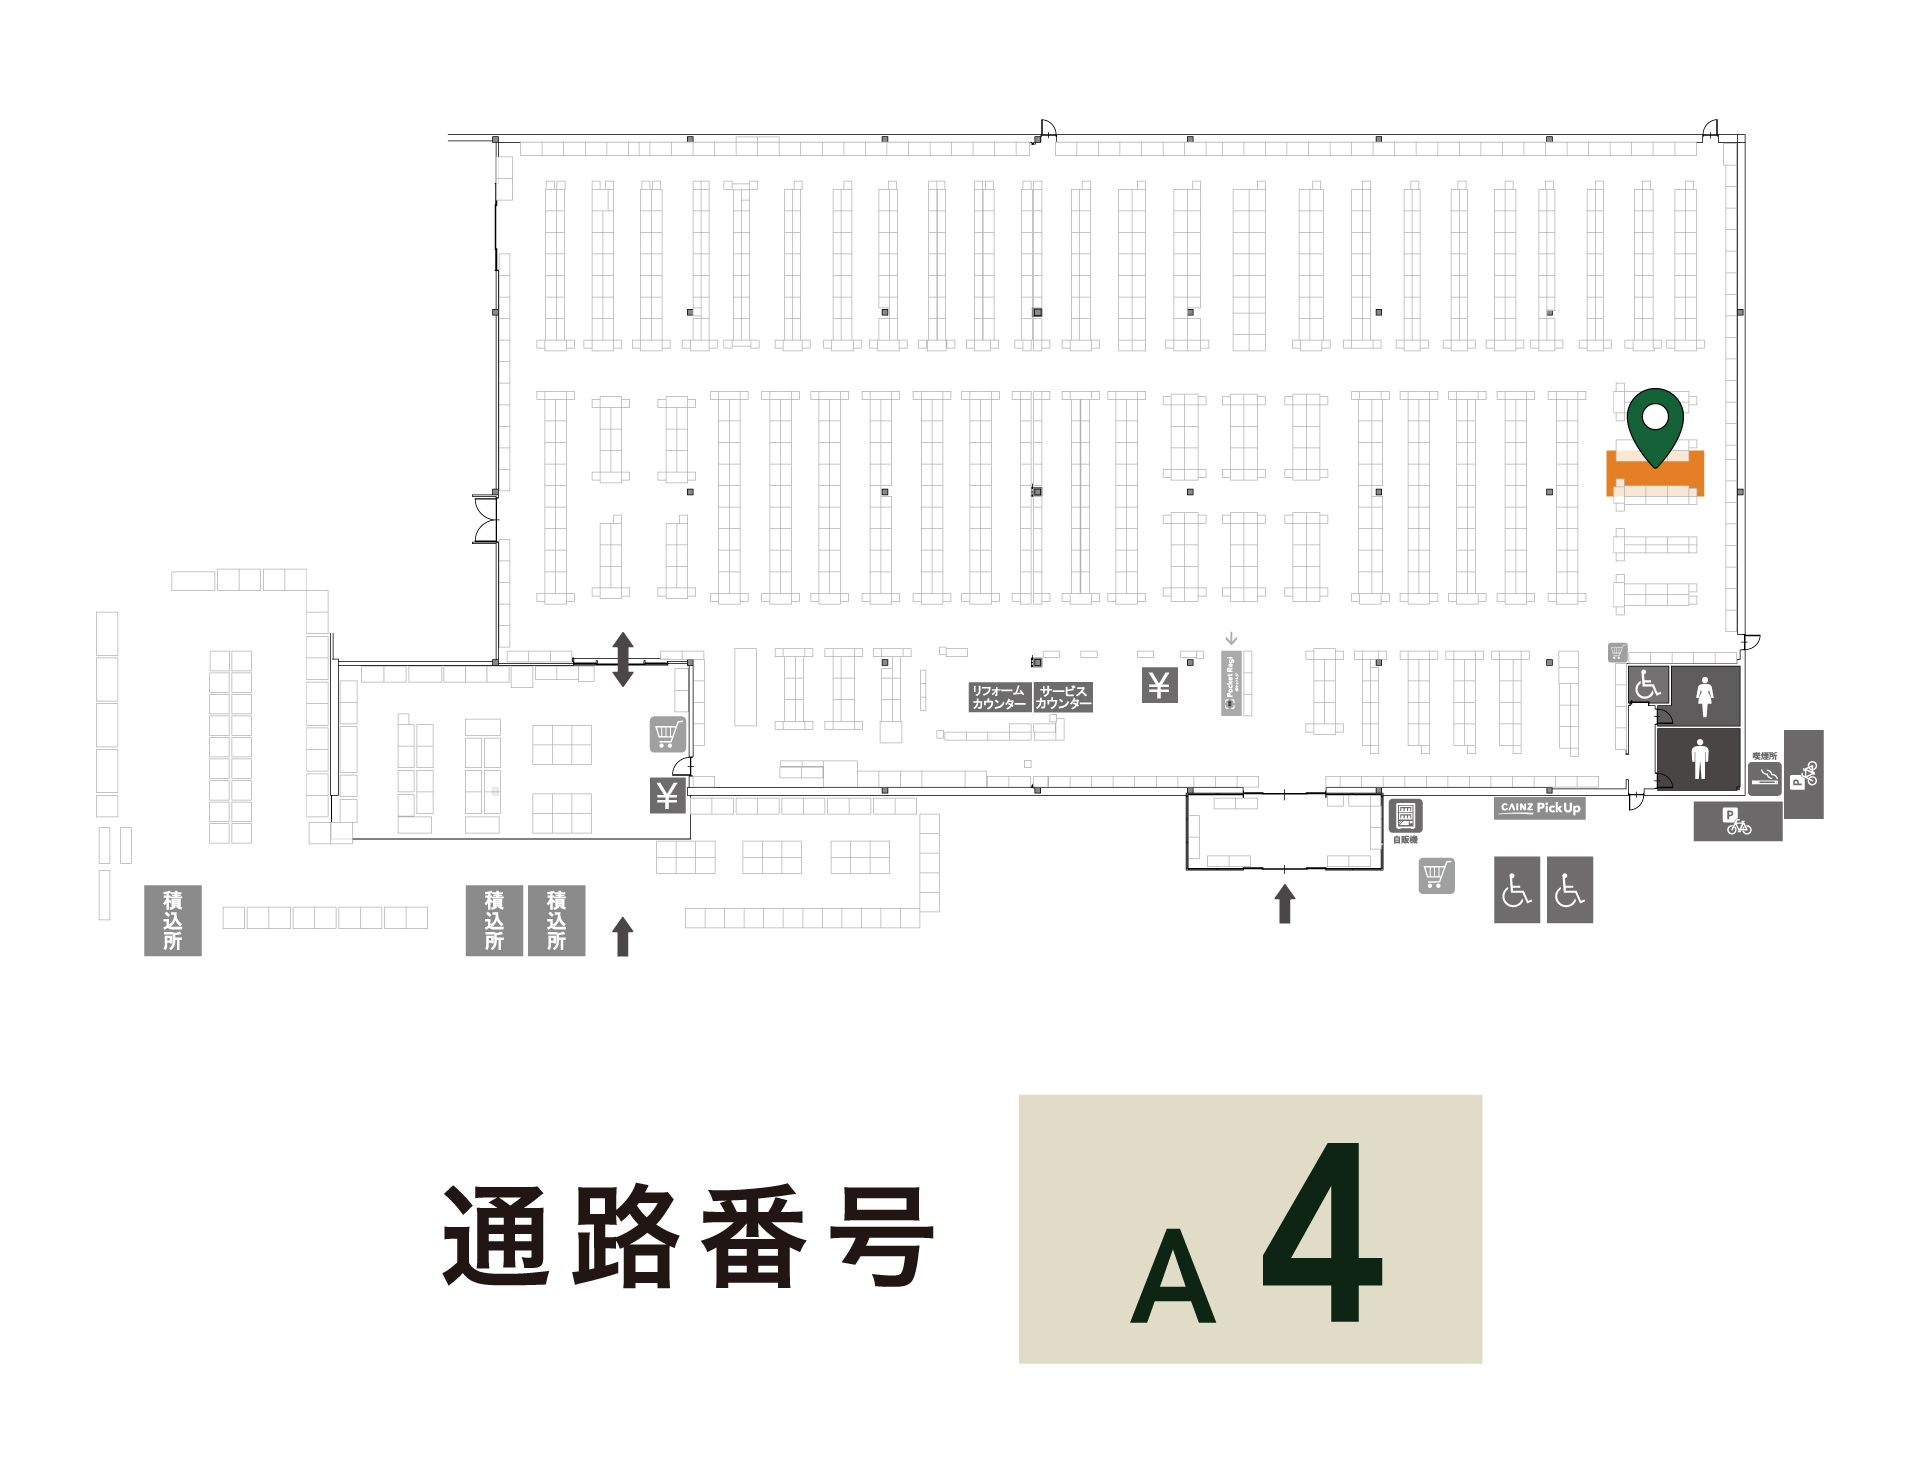 リフォーム
カウンター
サービス
カウンター
¥
Pocket Regi
¥
喫煙所
P
P
CAINZ PickUp
自販機
積込所
積込所
積込所
通路番号
A 4